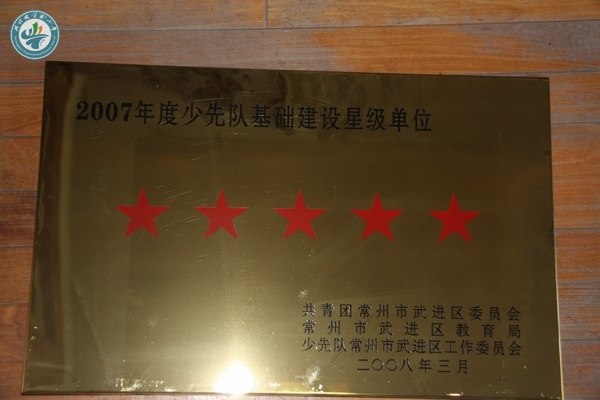 2007年度少先队基础建设星级单位
共青团常州市武进区委员会
常州市武进区教育局
少先队常州市武进区工作委员会
二〇〇八年三月